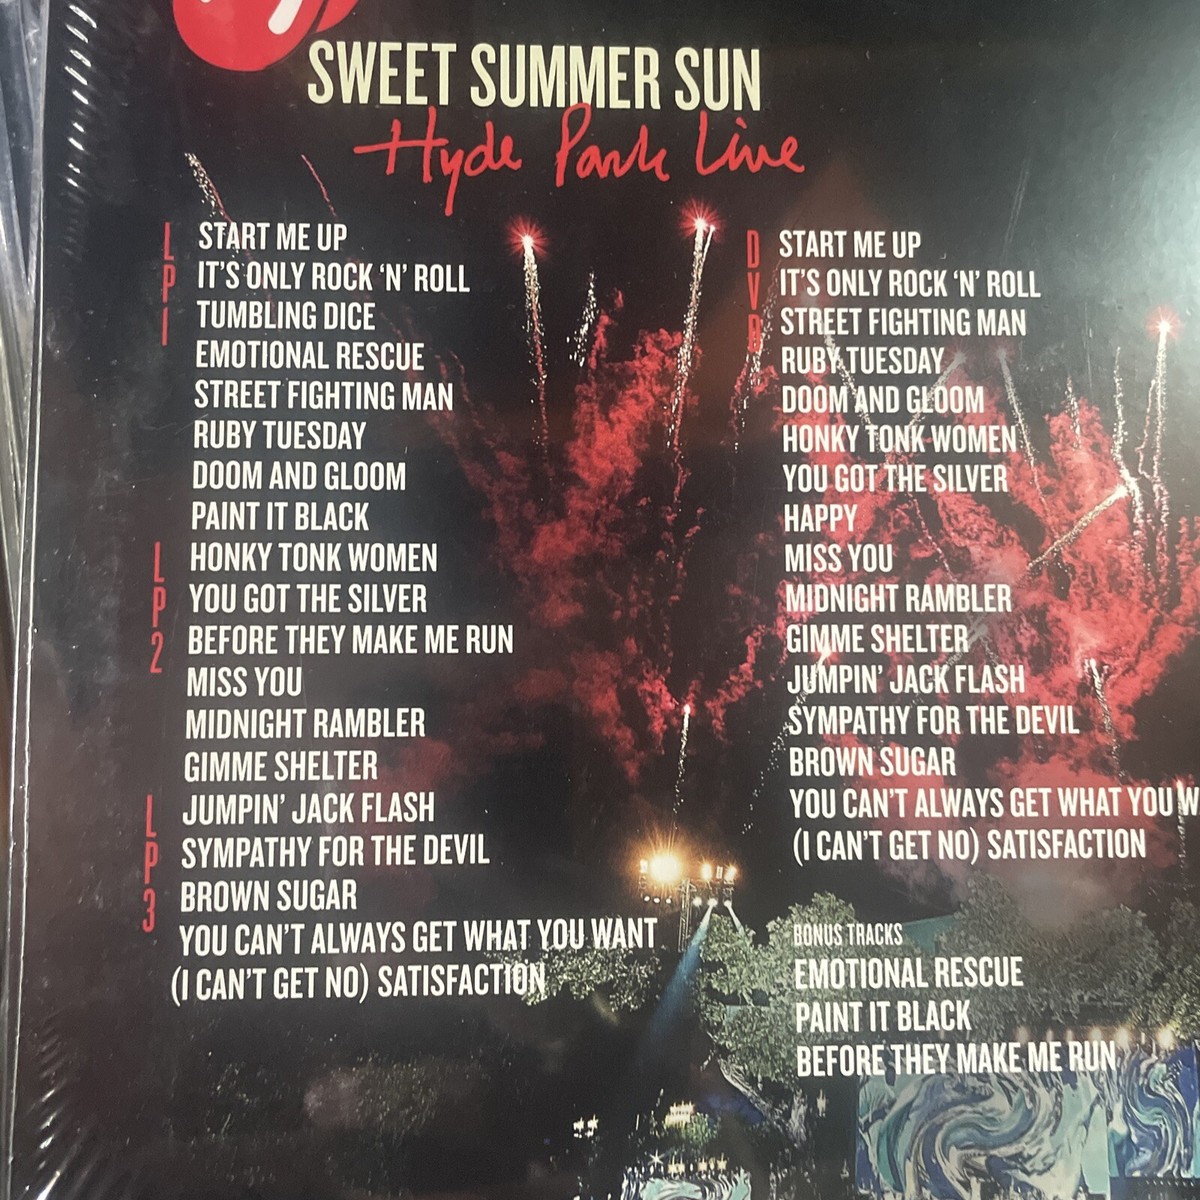 SWEET SUMMER SUN
Hyde Park Live
LP1
START ME UP
IT'S ONLY ROCK 'N' ROLL
TUMBLING DICE
EMOTIONAL RESCUE
STREET FIGHTING MAN
RUBY TUESDAY
DOOM AND GLOOM
PAINT IT BLACK
LP2
HONKY TONK WOMEN
YOU GOT THE SILVER
BEFORE THEY MAKE ME RUN
MISS YOU
MIDNIGHT RAMBLER
GIMME SHELTER
LP3
JUMPIN' JACK FLASH
SYMPATHY FOR THE DEVIL
BROWN SUGAR
YOU CAN'T ALWAYS GET WHAT YOU WANT
(I CAN'T GET NO) SATISFACTION
DVD
START ME UP
IT'S ONLY ROCK 'N' ROLL
STREET FIGHTING MAN
RUBY TUESDAY
DOOM AND GLOOM
HONKY TONK WOMEN
YOU GOT THE SILVER
HAPPY
MISS YOU
MIDNIGHT RAMBLER
GIMME SHELTER
JUMPIN' JACK FLASH
SYMPATHY FOR THE DEVIL
BROWN SUGAR
YOU CAN'T ALWAYS GET WHAT YOU W
(I CAN'T GET NO) SATISFACTION
BONUS TRACKS
EMOTIONAL RESCUE
PAINT IT BLACK
BEFORE THEY MAKE ME RUN